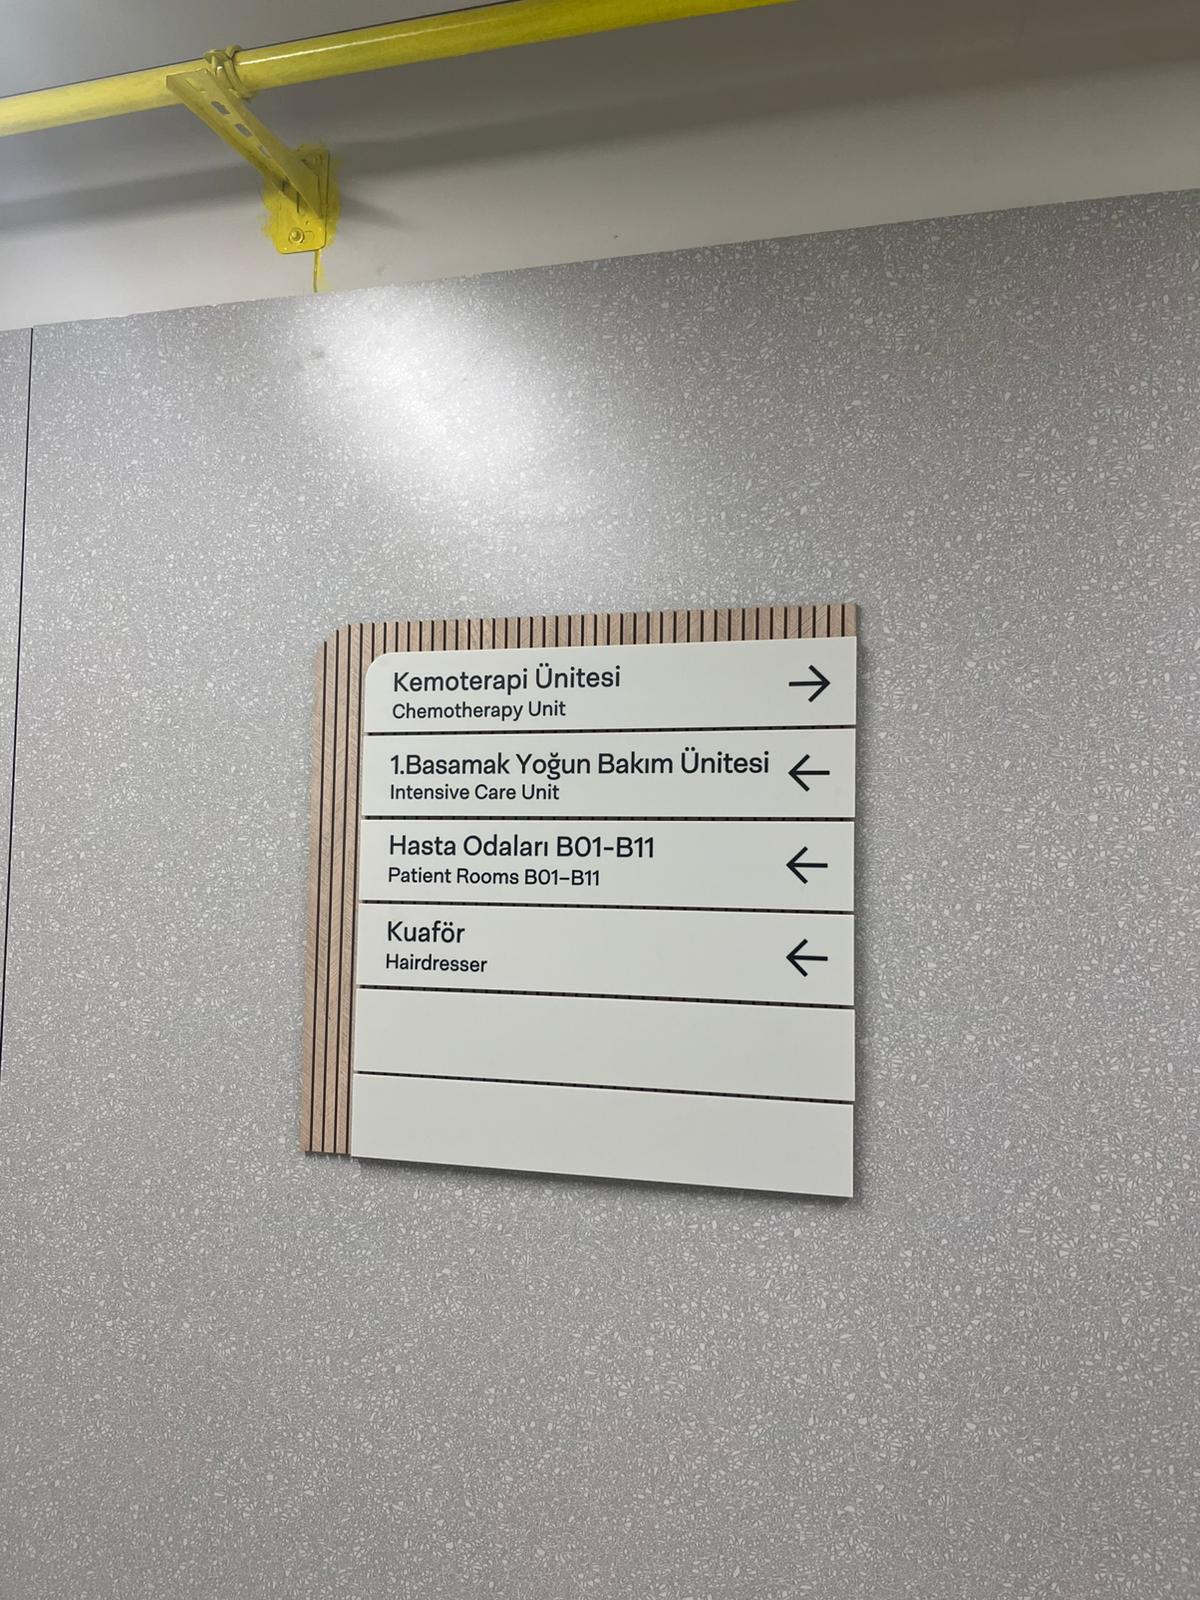 Kemoterapi Ünitesi
Chemotherapy Unit
1.Basamak Yoğun Bakım Ünitesi
Intensive Care Unit
Hasta Odaları B01-B11
Patient Rooms B01-B11
Kuaför
Hairdresser